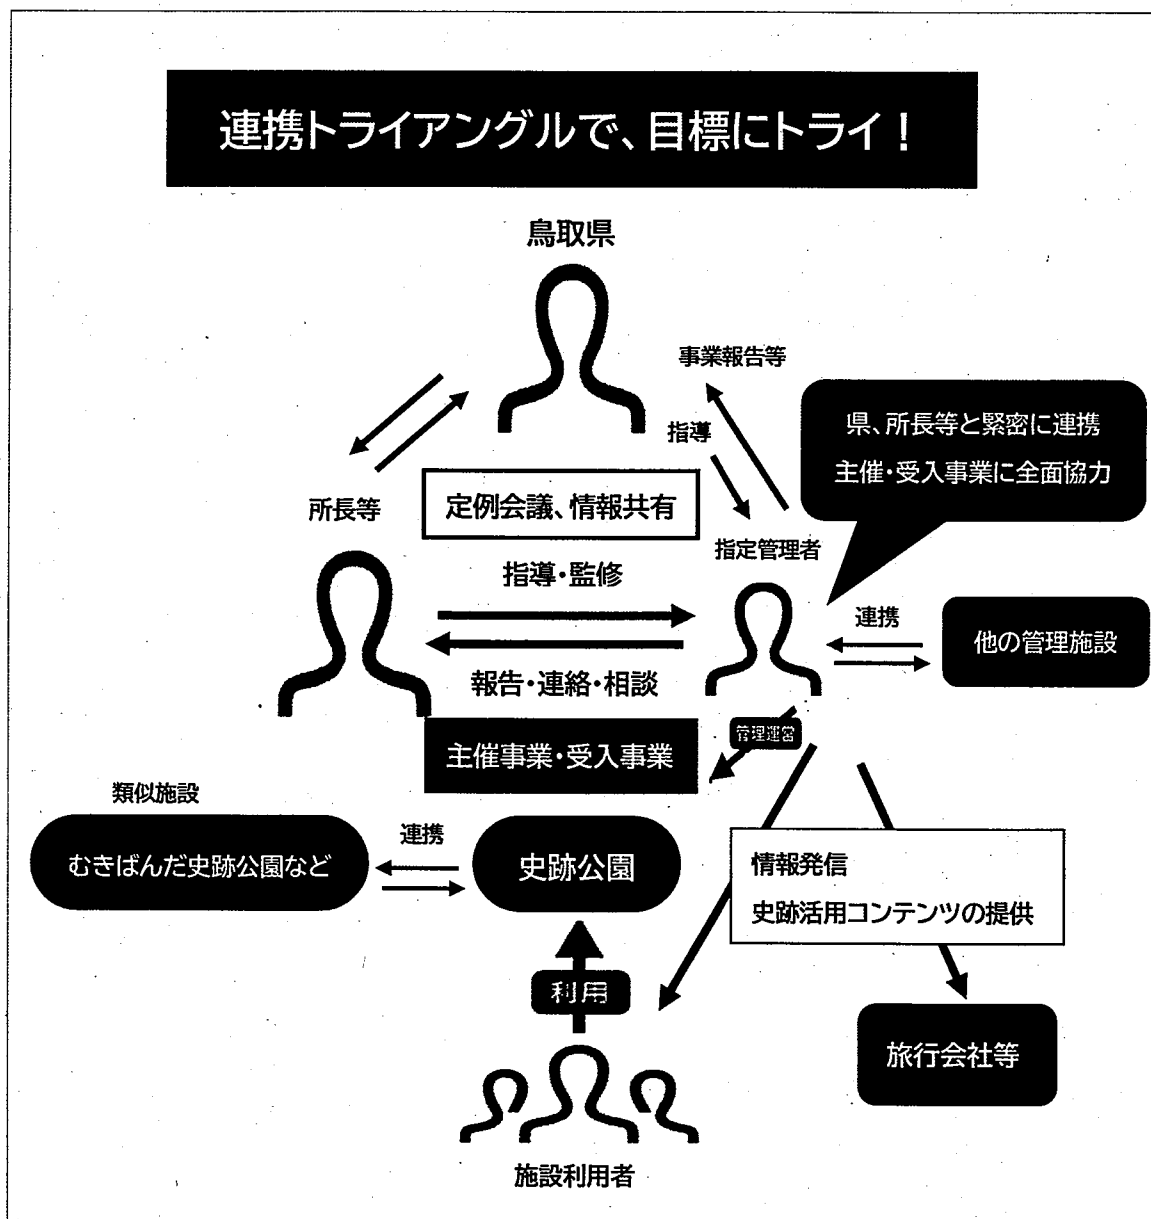 連携トライアングルで、目標にトライ！
鳥取県
事業報告等
指導
県、所長等と緊密に連携
主催・受入事業に全面協力
所長等
定例会議、情報共有
指定管理者
指導・監修
連携
他の管理施設
報告・連絡・相談
管理運営
主催事業・受入事業
類似施設
むきばんだ史跡公園など
連携
史跡公園
情報発信
史跡活用コンテンツの提供
利用
旅行会社等
施設利用者